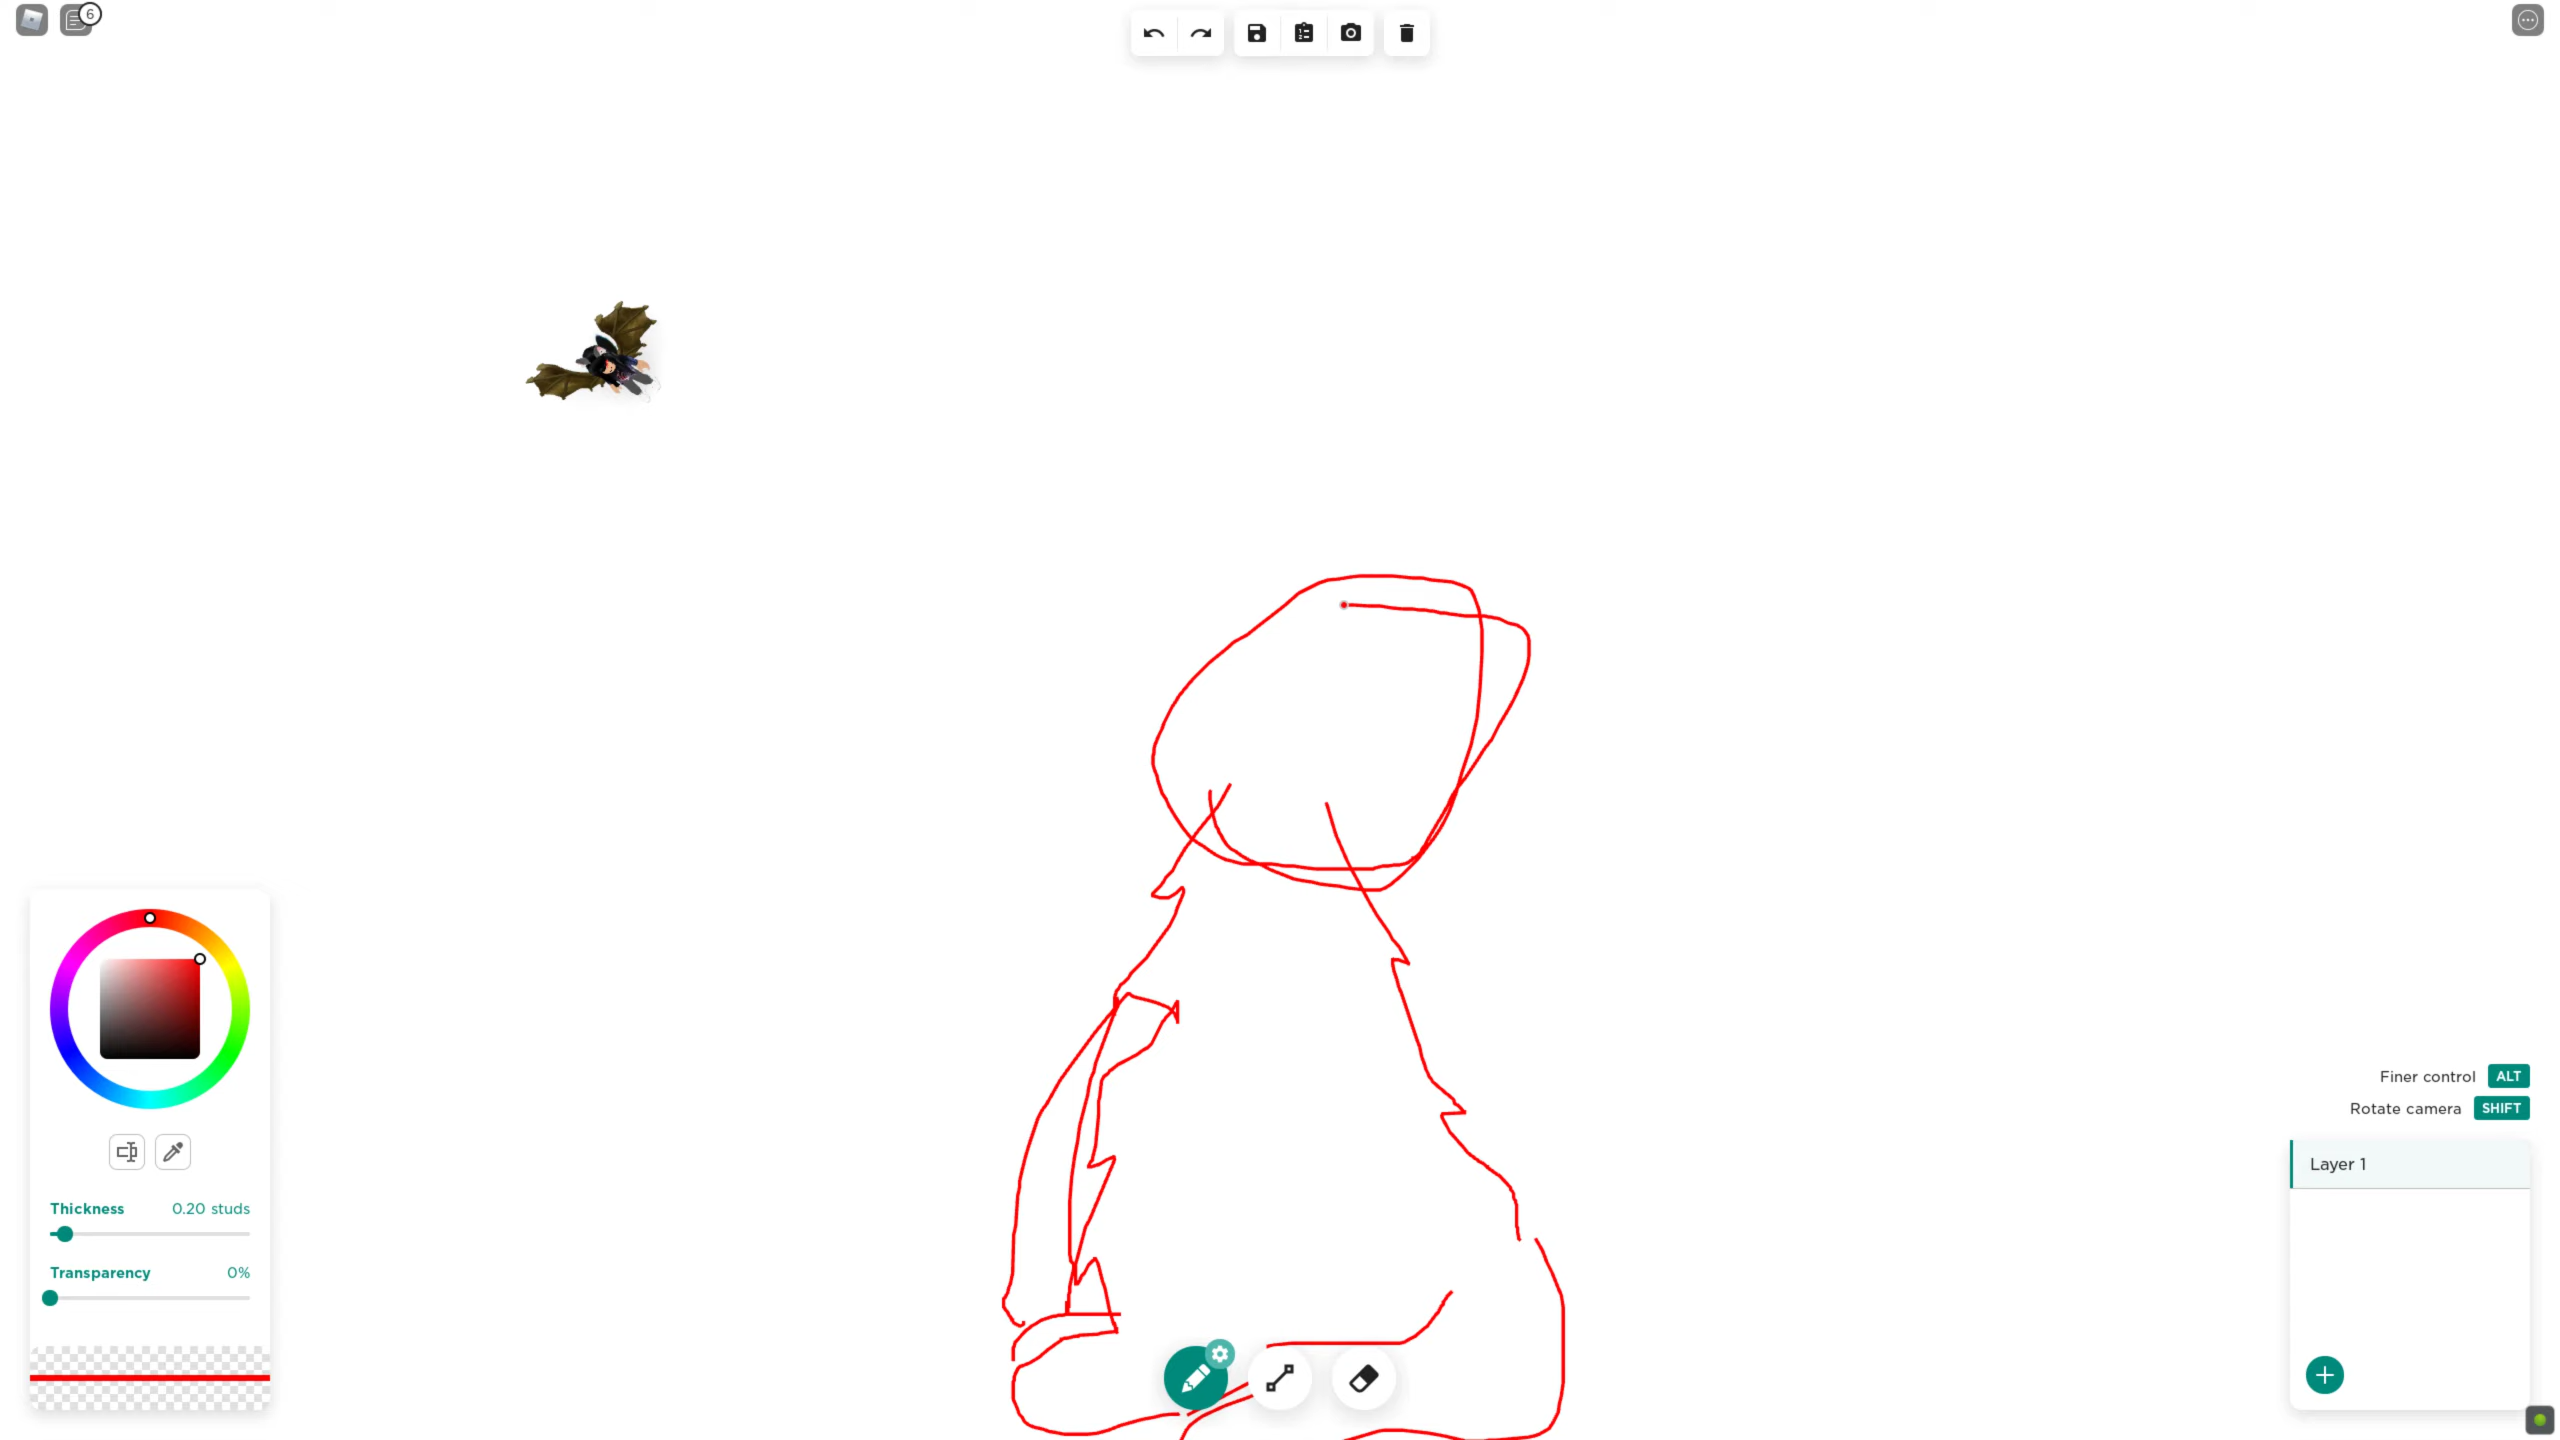 6
Finer control ALT
Rotate camera SHIFT
Layer 1
Thickness 0.20 studs
Transparency 0%